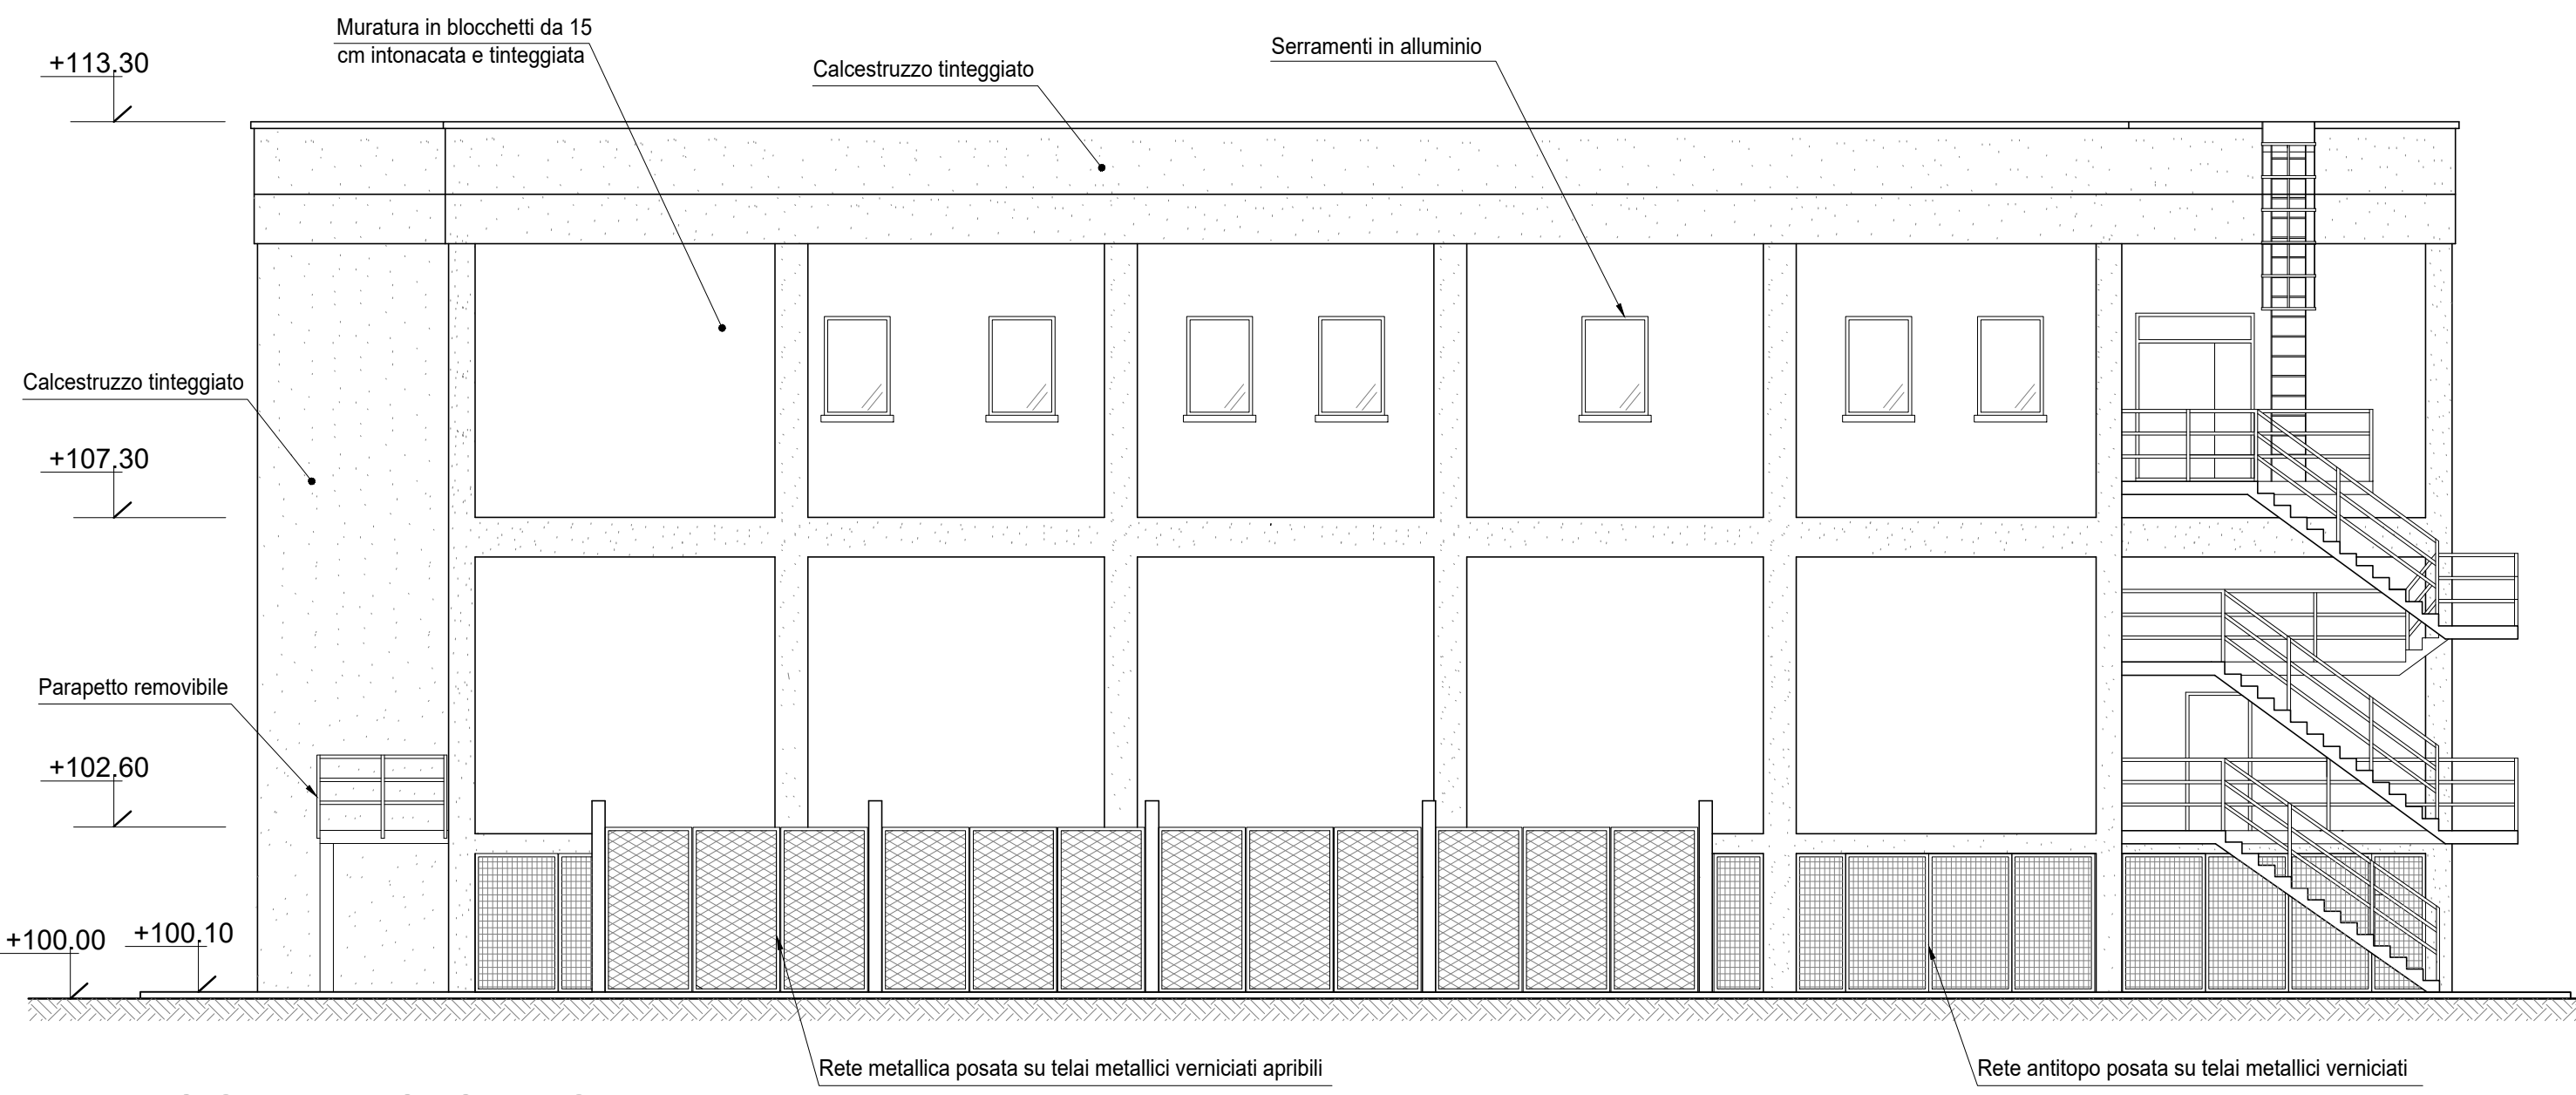 Muratura in blocchetti da 15
cm intonacata e tinteggiata
Serramenti in alluminio
+113.30
Calcestruzzo tinteggiato
Calcestruzzo tinteggiato
+107.30
Parapetto removibile
+102.60
+100.00
+100.10
Rete metallica posata su telai metallici verniciati apribili
Rete antitopo posata su telai metallici verniciati